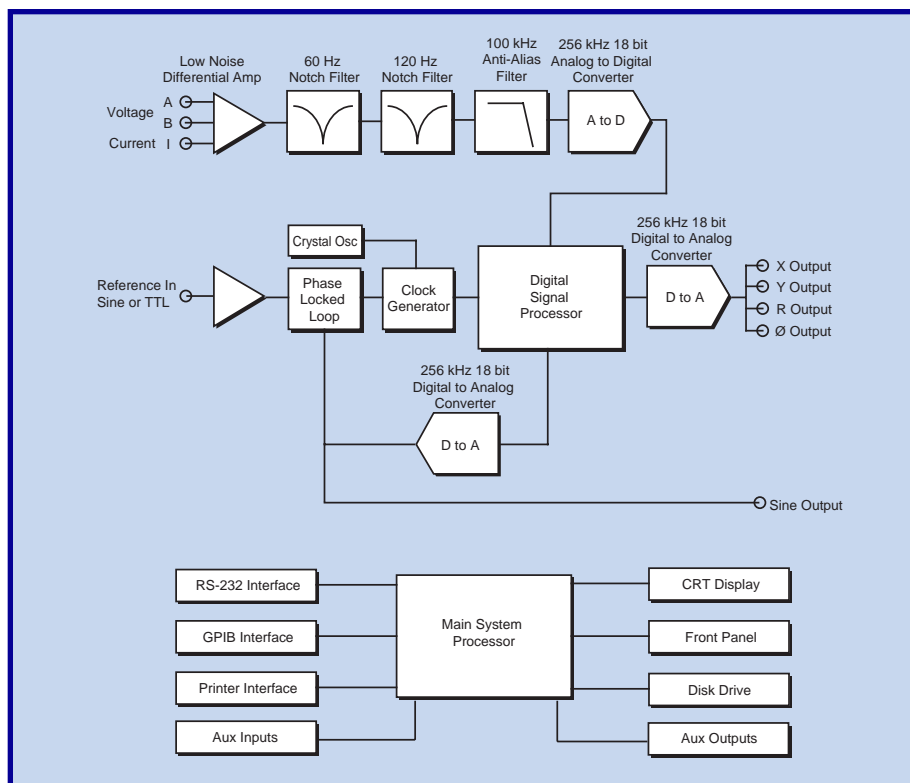 Low Noise
Differential Amp
60 Hz
Notch Filter
120 Hz
Notch Filter
100 kHz
Anti-Alias
Filter
256 kHz 18 bit
Analog to Digital
Converter
Voltage
A
B
Current
I
A to D
Crystal Osc
Reference In
Sine or TTL
Phase
Locked
Loop
Clock
Generator
Digital
Signal
Processor
256 kHz 18 bit
Digital to Analog
Converter
D to A
X Output
Y Output
R Output
Ø Output
256 kHz 18 bit
Digital to Analog
Converter
D to A
Sine Output
RS-232 Interface
GPIB Interface
Printer Interface
Aux Inputs
Main System
Processor
CRT Display
Front Panel
Disk Drive
Aux Outputs